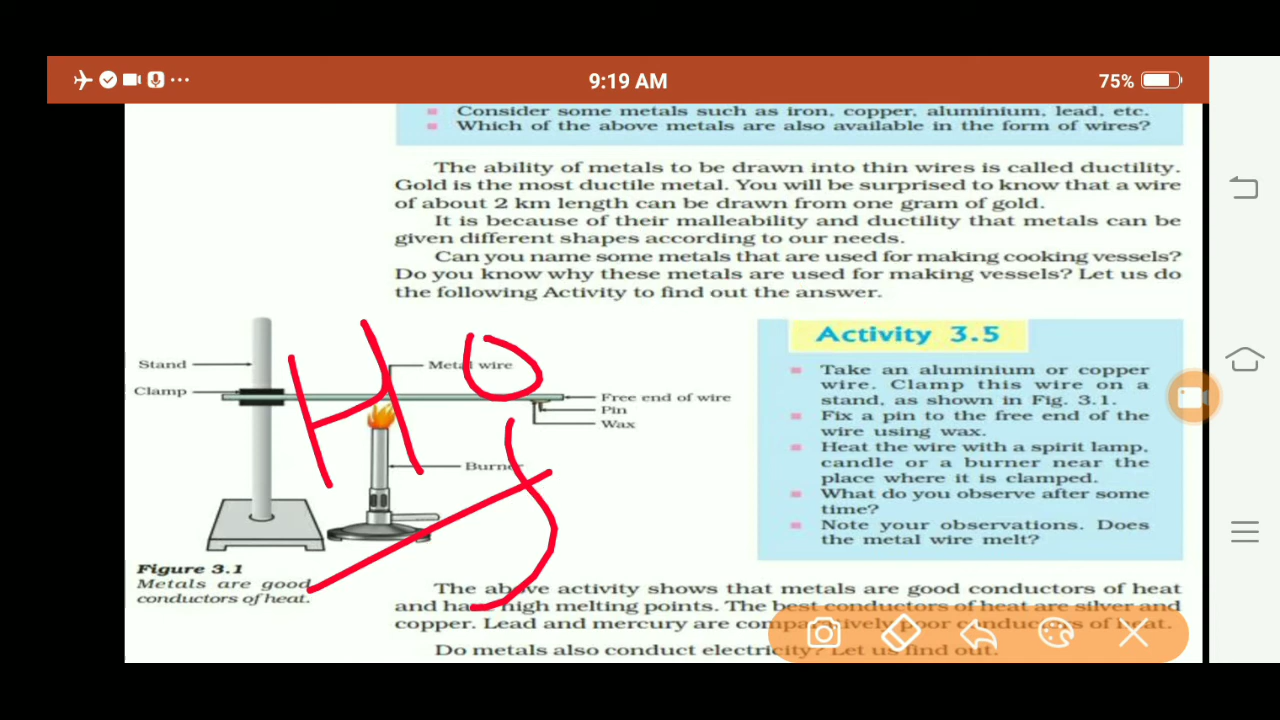 9:19 AM
75%
Consider some metals such as iron, copper, aluminium, lead, etc.
Which of the above metals are also available in the form of wires?
The ability of metals to be drawn into thin wires is called ductility.
Gold is the most ductile metal. You will be surprised to know that a wire
of about 2 km length can be drawn from one gram of gold.
It is because of their malleability and ductility that metals can be
given different shapes according to our needs.
Can you name some metals that are used for making cooking vessels?
Do you know why these metals are used for making vessels? Let us do
the following Activity to find out the answer.
Stand
Clamp
Metal wire
Free end of wire
Pin
Wax
Burner
H O
Figure 3.1
Metals are good
conductors of heat.
Activity 3.5
Take an aluminium or copper
wire. Clamp this wire on a
stand, as shown in Fig. 3.1.
Fix a pin to the free end of the
wire using wax.
Heat the wire with a spirit lamp,
candle or a burner near the
place where it is clamped.
What do you observe after some
time?
Note your observations. Does
the metal wire melt?
The above activity shows that metals are good conductors of heat
and have high melting points. The best conductors of heat are silver and
copper. Lead and mercury are comparatively poor conductors of heat.
Do metals also conduct electricity? Let us find out.